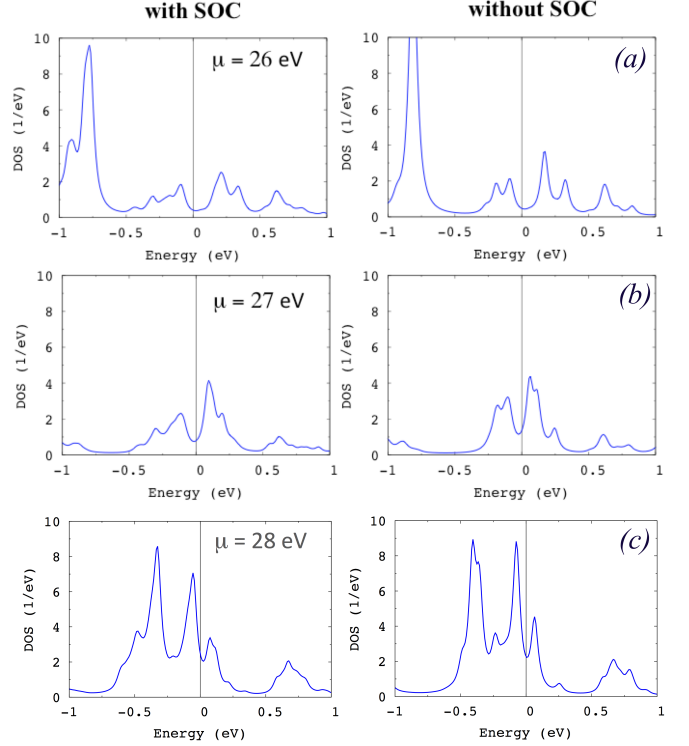 with SOC without SOC
10 μ = 26 eV 10 (a)
8 8
DOS (1/eV) 6 DOS (1/eV) 6
4 4
2 2
0 0
-1 -0.5 0 0.5 1 -1 -0.5 0 0.5 1
Energy (eV) Energy (eV)
10 μ = 27 eV 10 (b)
8 8
DOS (1/eV) 6 DOS (1/eV) 6
4 4
2 2
0 0
-1 -0.5 0 0.5 1 -1 -0.5 0 0.5 1
Energy (eV) Energy (eV)
10 μ = 28 eV 10 (c)
8 8
DOS (1/eV) 6 DOS (1/eV) 6
4 4
2 2
0 0
-1 -0.5 0 0.5 1 -1 -0.5 0 0.5 1
Energy (eV) Energy (eV)